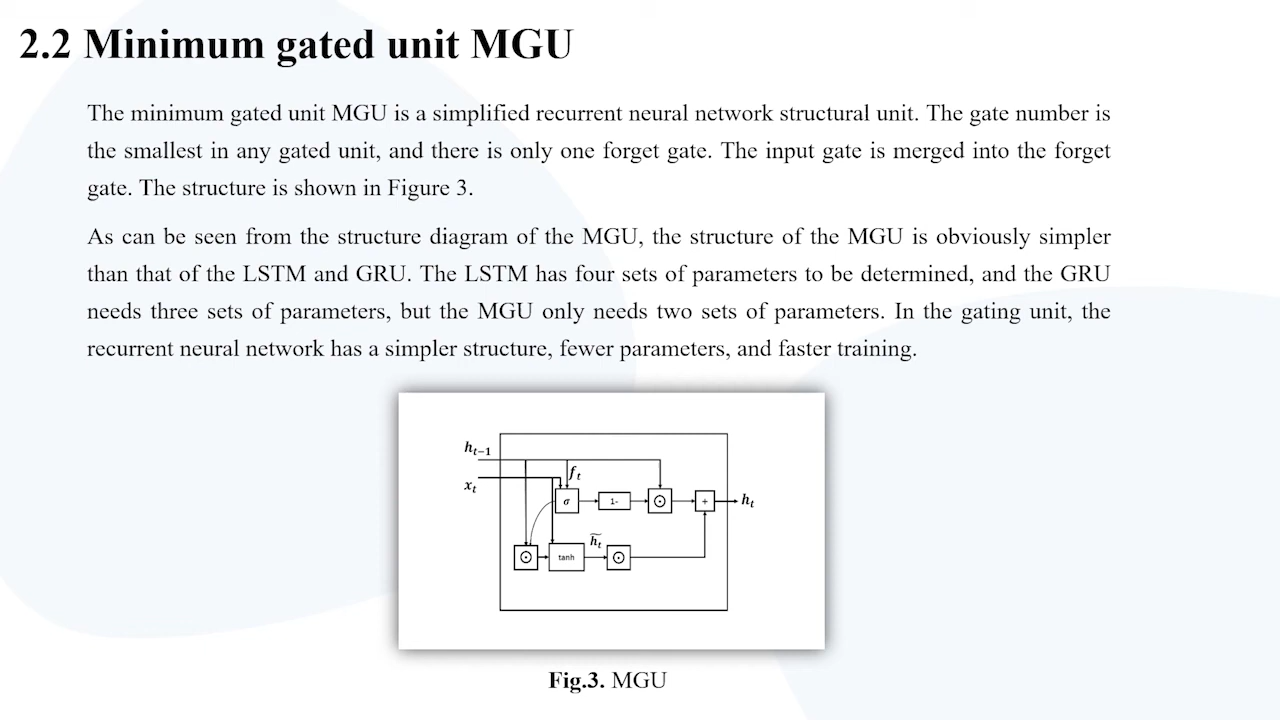 2.2 Minimum gated unit MGU
The minimum gated unit MGU is a simplified recurrent neural network structural unit. The gate number is
the smallest in any gated unit, and there is only one forget gate. The input gate is merged into the forget
gate. The structure is shown in Figure 3.
As can be seen from the structure diagram of the MGU, the structure of the MGU is obviously simpler
than that of the LSTM and GRU. The LSTM has four sets of parameters to be determined, and the GRU
needs three sets of parameters, but the MGU only needs two sets of parameters. In the gating unit, the
recurrent neural network has a simpler structure, fewer parameters, and faster training.
hₜ₋₁
fₜ
xₜ
σ
1-
⊙
+
hₜ
h̃ₜ
⊙
tanh
⊙
Fig.3. MGU